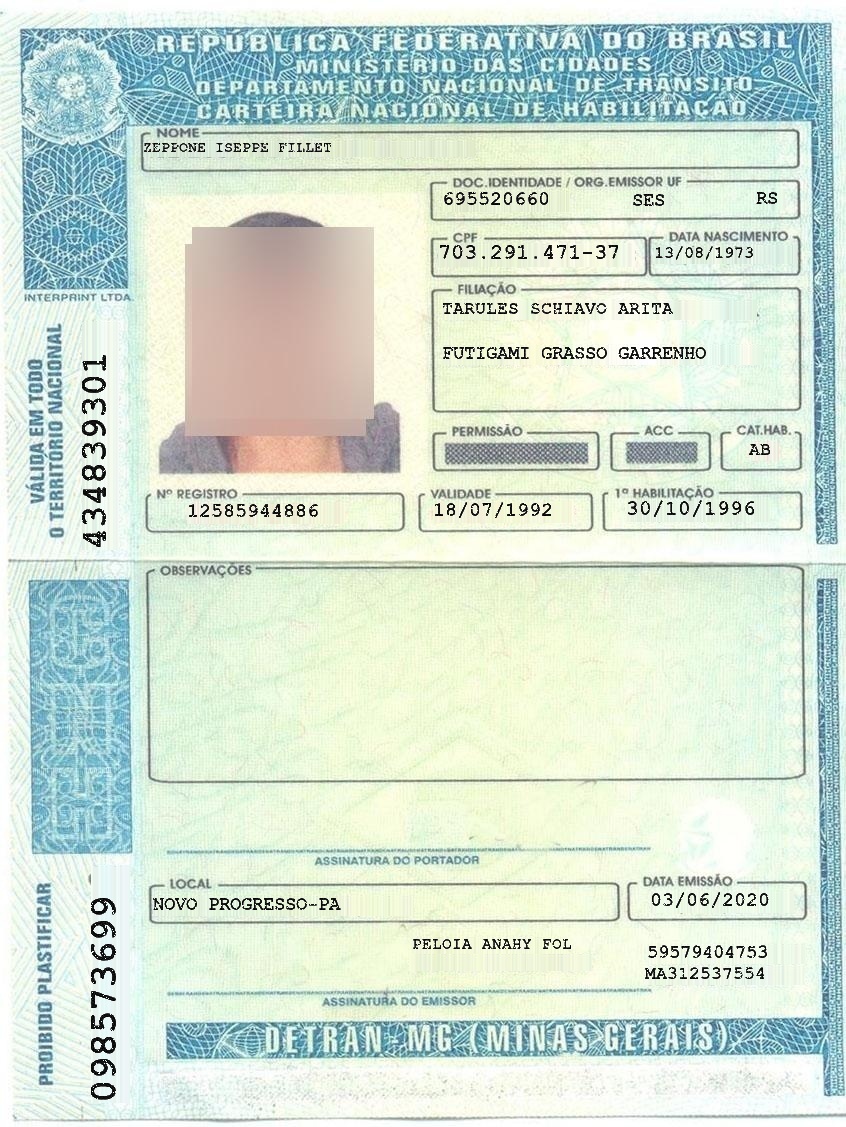 REPÚBLICA FEDERATIVA DO BRASIL
MINISTÉRIO DAS CIDADES
DEPARTAMENTO NACIONAL DE TRÂNSITO
CARTEIRA NACIONAL DE HABILITAÇÃO
NOME
ZEPPONE ISEPPE FILLET
DOC.IDENTIDADE / ORG.EMISSOR UF
695520660 SES RS
CPF
703.291.471-37
DATA NASCIMENTO
13/08/1973
FILIAÇÃO
TARULES SCHIAVO ARITA
FUTIGAMI GRASSO GARRENHO
PERMISSÃO
ACC
CAT.HAB.
AB
Nº REGISTRO
12585944886
VALIDADE
18/07/1992
1ª HABILITAÇÃO
30/10/1996
INTERPRINT LTDA.
VÁLIDA EM TODO
O TERRITÓRIO NACIONAL
434839301
OBSERVAÇÕES
ASSINATURA DO PORTADOR
LOCAL
NOVO PROGRESSO-PA
DATA EMISSÃO
03/06/2020
PELOIA ANAHY FOL
59579404753
MA312537554
ASSINATURA DO EMISSOR
PROIBIDO PLASTIFICAR
098573699
DETRAN-MG (MINAS GERAIS)